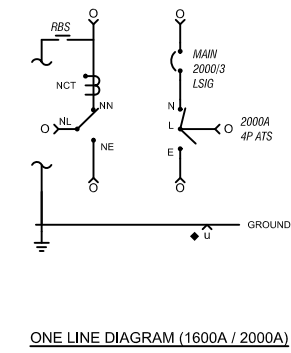 RBS
MAIN
2000/3
LSIG
NCT
NN
NL
NE
N
L
E
2000A
4P ATS
GROUND
u
ONE LINE DIAGRAM (1600A / 2000A)